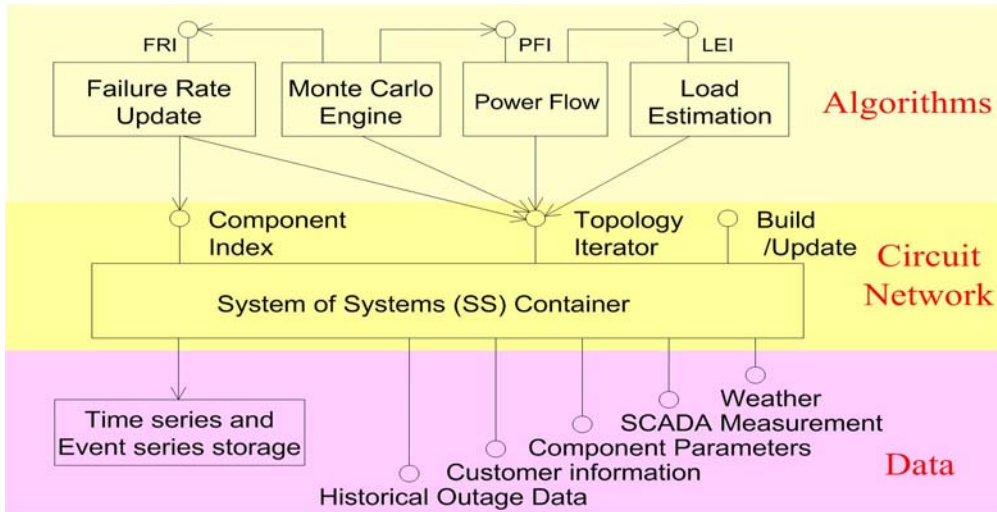 FRI
PFI
LEI
Failure Rate
Update
Monte Carlo
Engine
Power Flow
Load
Estimation
Algorithms
Component
Index
Topology
Iterator
Build
/Update
Circuit
Network
System of Systems (SS) Container
Time series and
Event series storage
Weather
SCADA Measurement
Component Parameters
Customer information
Historical Outage Data
Data